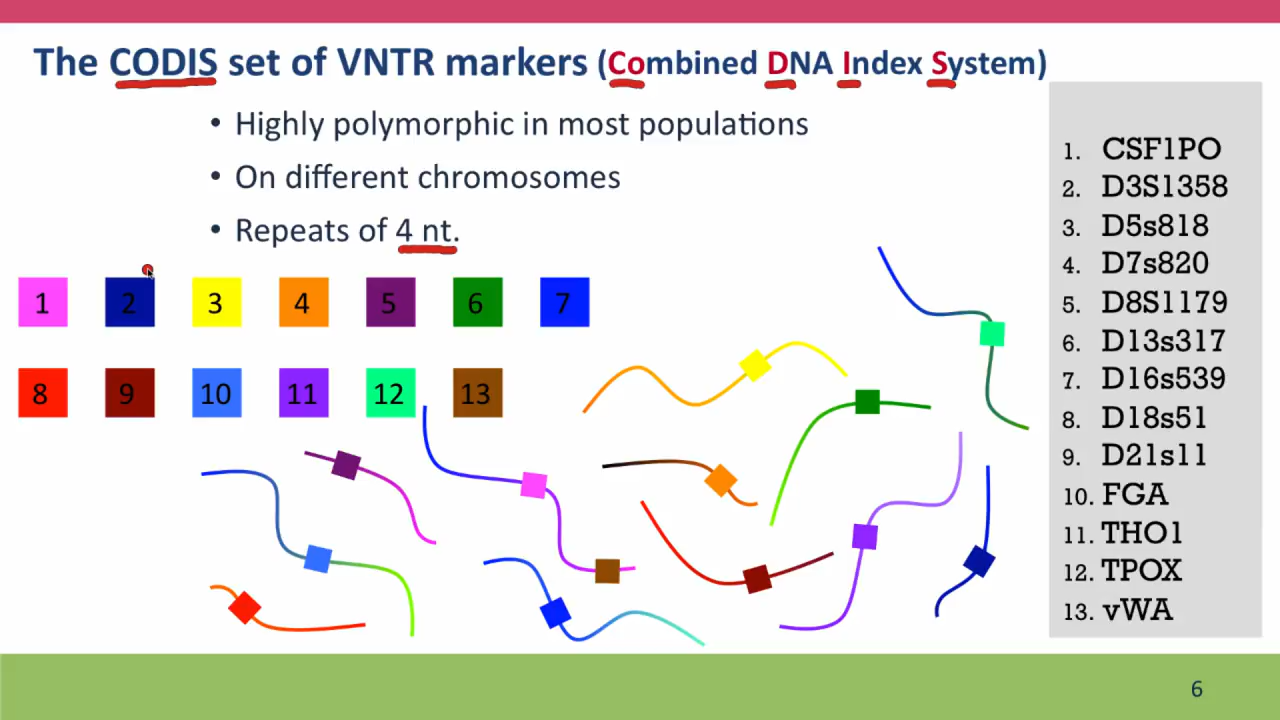 The CODIS set of VNTR markers (Combined DNA Index System)
• Highly polymorphic in most populations
• On different chromosomes
• Repeats of 4 nt.
1 2 3 4 5 6 7
8 9 10 11 12 13
1. CSF1PO
2. D3S1358
3. D5s818
4. D7s820
5. D8S1179
6. D13s317
7. D16s539
8. D18s51
9. D21s11
10. FGA
11. THO1
12. TPOX
13. vWA
6